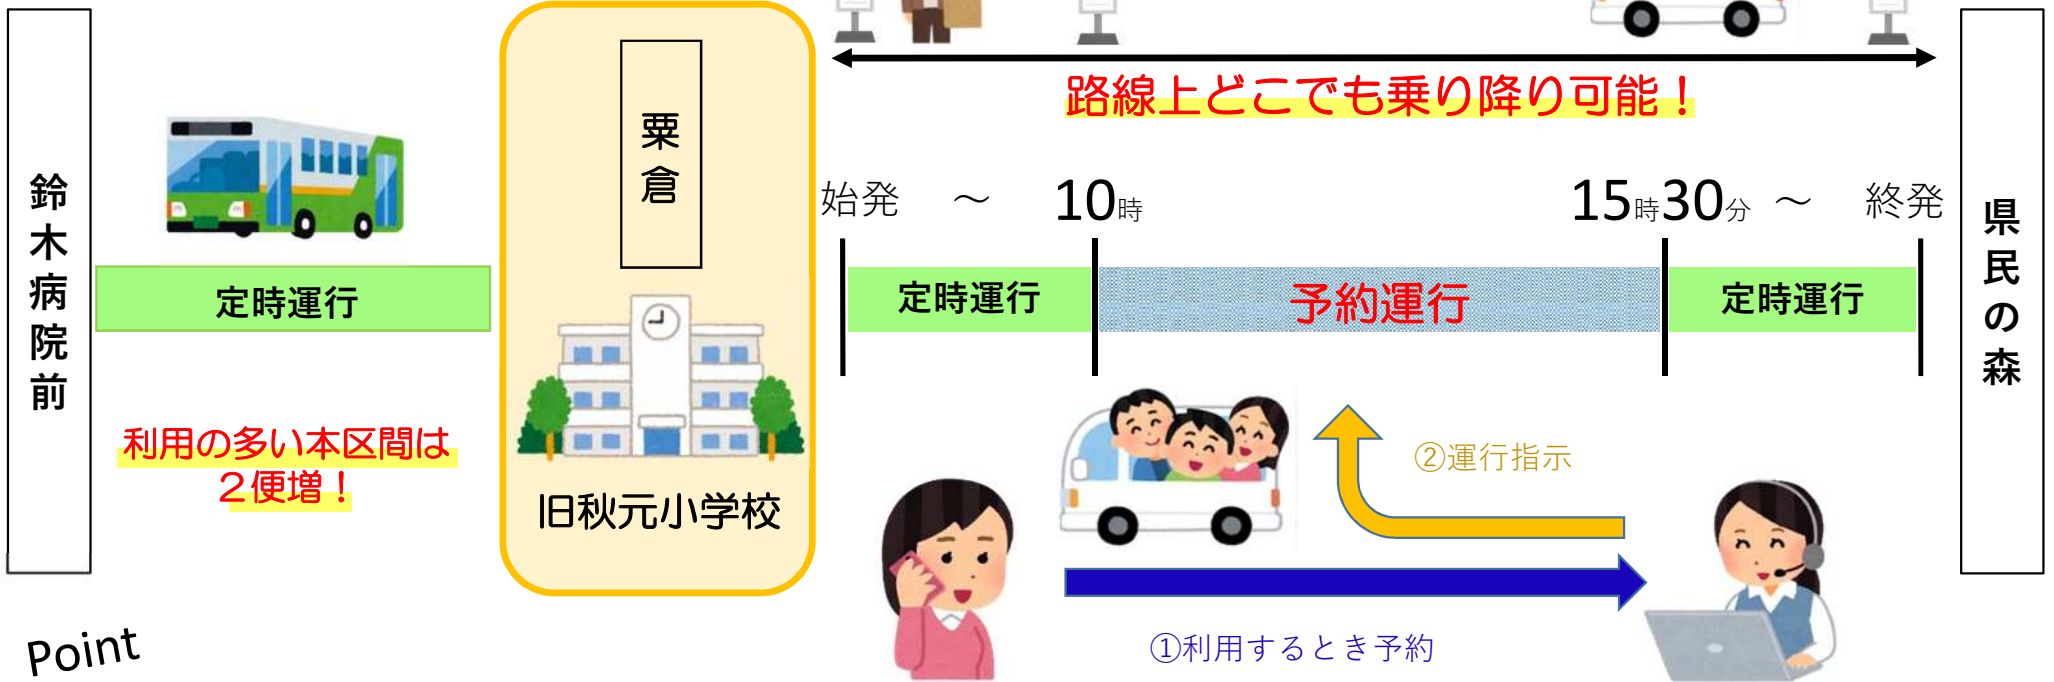 路線上どこでも乗り降り可能！
鈴木病院前
粟倉
始発 ～ 10時
15時30分 ～ 終発
県民の森
定時運行
定時運行
予約運行
定時運行
利用の多い本区間は
２便増！
旧秋元小学校
②運行指示
①利用するとき予約
Point